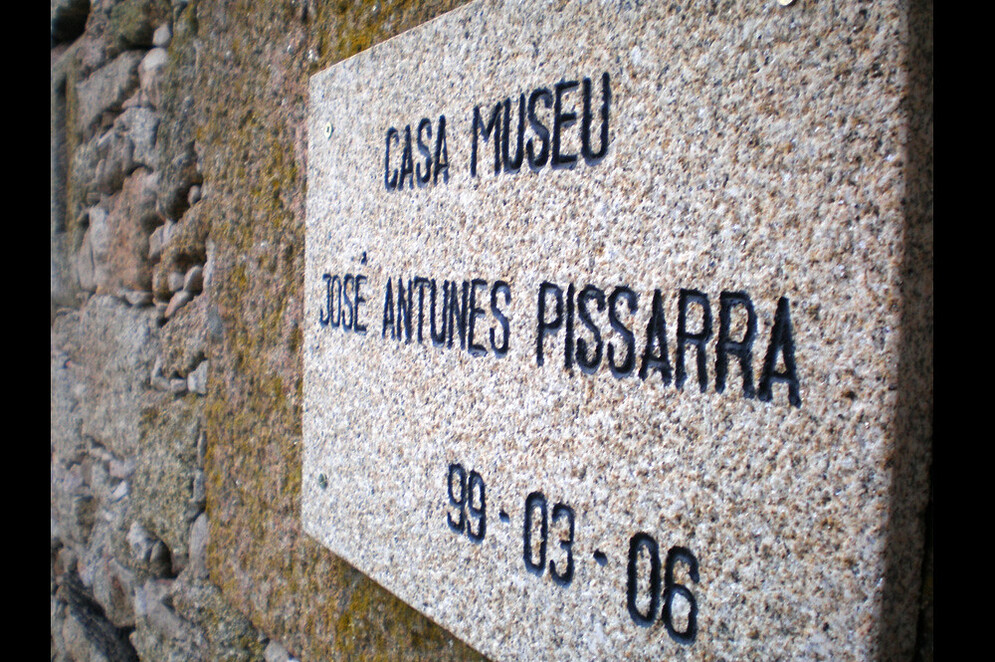 CASA MUSEU
JOSÉ ANTUNES PISSARRA
99-03-06